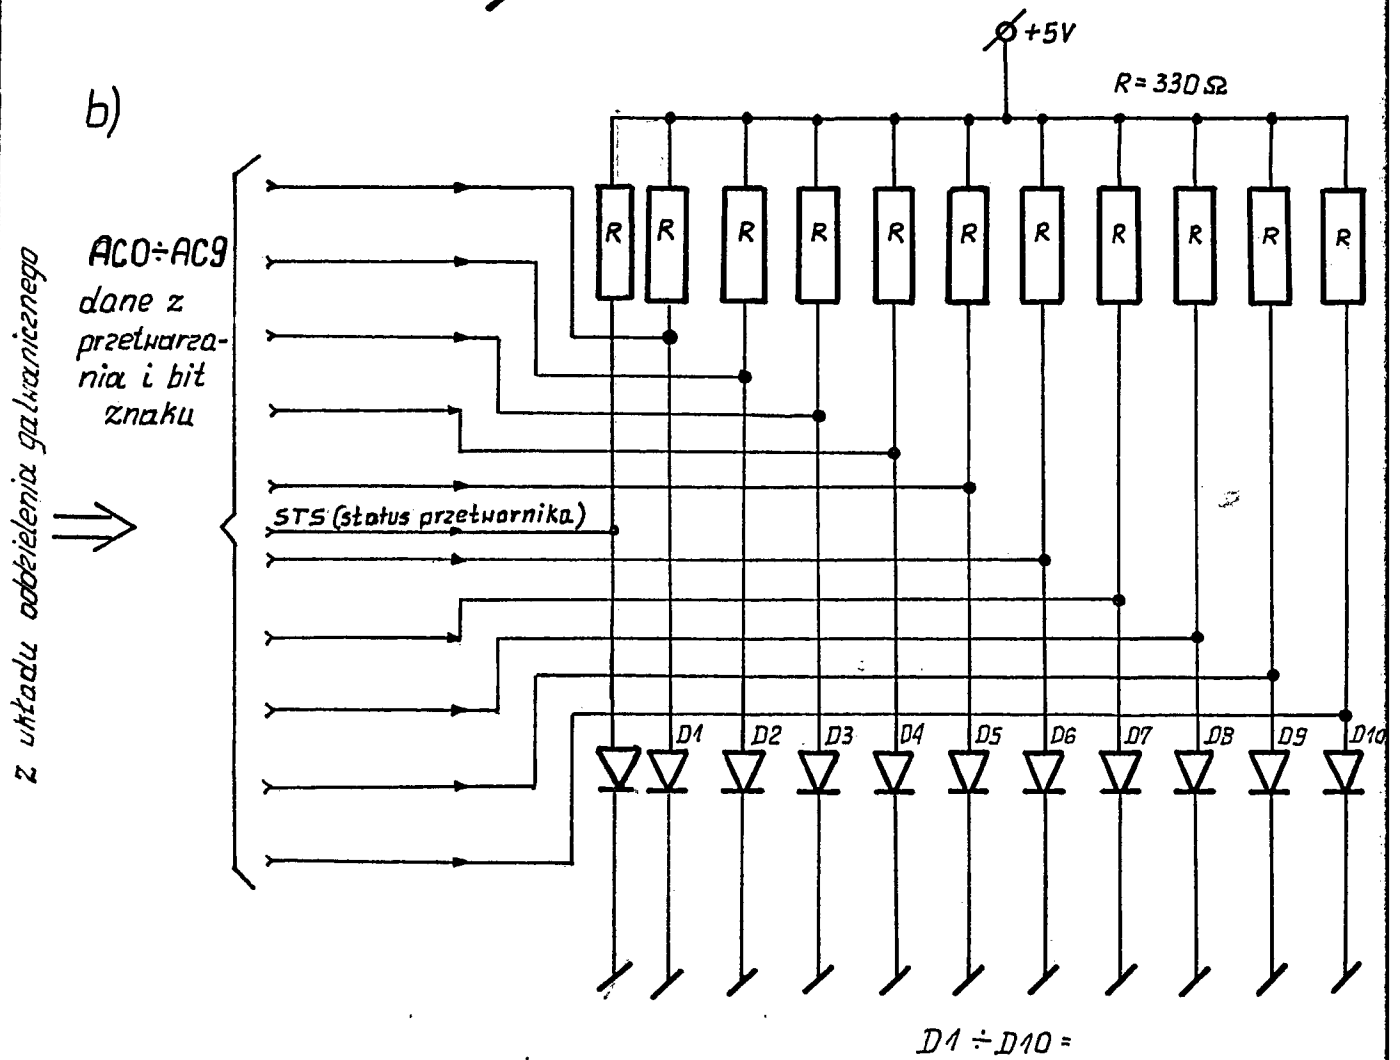 +5V
R=330Ω
b)
AC0÷AC9
dane z
przetwarza-
nia i bit
znaku
z układu oddzielenia galwanicznego
STS (status przetwornika)
R R R R R R R R R R R
D1 D2 D3 D4 D5 D6 D7 D8 D9 D10
D1÷D10=